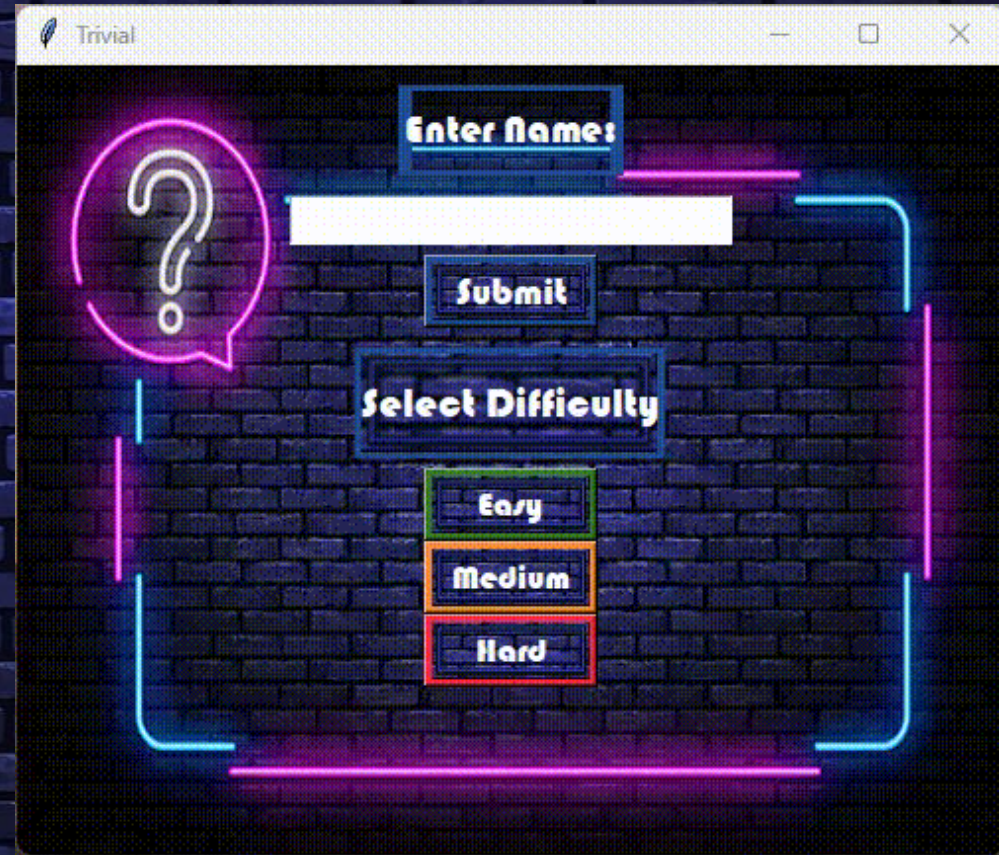 Trivial
Enter Name:
Submit
Select Difficulty
Easy
Medium
Hard